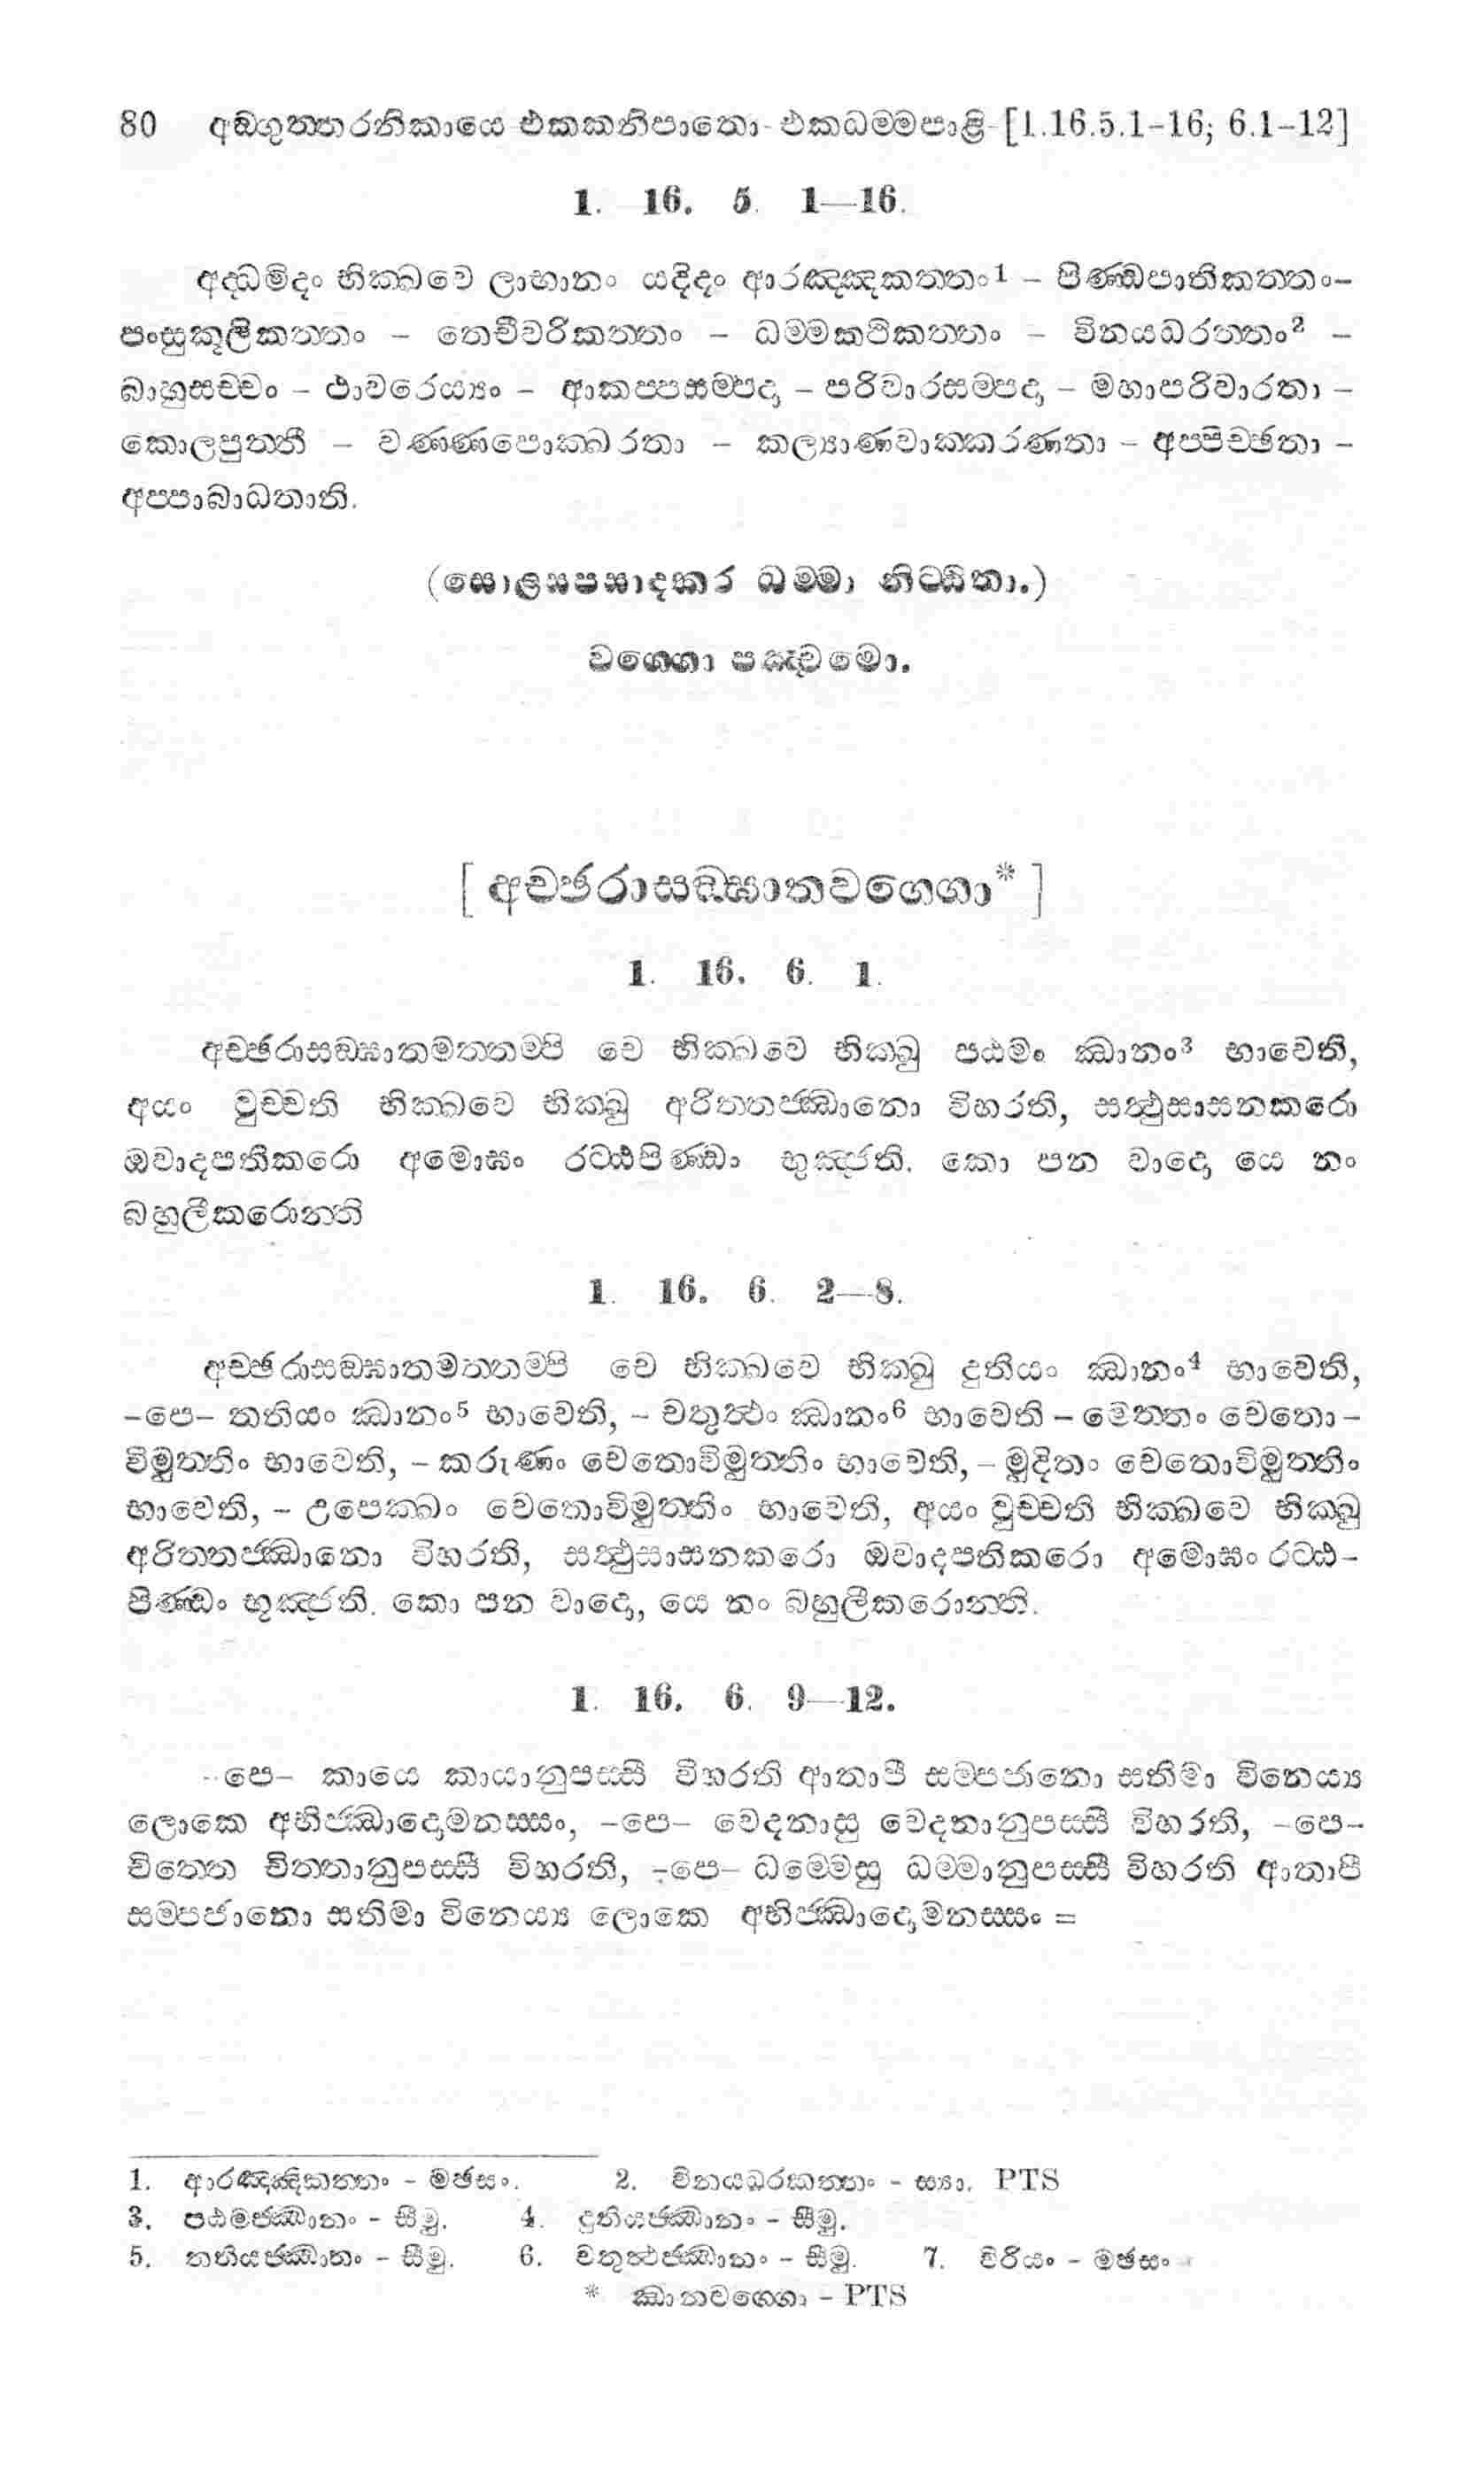 80 අඞ්ගුත්තරනිකායෙ එකකනිපාතො - එකධම්මපාළි - [1.16.5.1-16; 6.1-12]
1. 16. 5. 1—16.
අද්ධමිදං භික්ඛවෙ ලාභානං යදිදං ආරඤ්ඤකත්තං1 – පිණ්ඩපාතිකත්තං–
පංසුකූලිකත්තං – තෙචීවරිකත්තං – ධම්මකථිකත්තං – විනයධරත්තං2 –
බාහුසච්චං – ථාවරෙය්‍යං – ආකප්පසම්පදා – පරිවාරසම්පදා – මහාපරිවාරතා –
කොලපුත්තී – වණ්ණපොක්ඛරතා – කල්‍යාණවාක්කරණතා – අප්පිච්ඡතා –
අප්පාබාධතාති.
(සොළසපසාදකර ධම්මා නිට්ඨිතා.)
වග්ගො පඤ්චමො.
[ අච්ඡරාසඞ්ඝාතවග්ගො* ]
1. 16. 6. 1.
අච්ඡරාසඞ්ඝාතමත්තම්පි චෙ භික්ඛවෙ භික්ඛු පඨමං ඣානං3 භාවෙති,
අයං වුච්චති භික්ඛවෙ භික්ඛු අරිත්තජ්ඣානො විහරති, සත්ථුසාසනකරො
ඔවාදපතිකරො අමොඝං රට්ඨපිණ්ඩං භුඤ්ජති. කො පන වාදො යෙ නං
බහුලීකරොන්ති
1. 16. 6. 2—8.
අච්ඡරාසඞ්ඝාතමත්තම්පි චෙ භික්ඛවෙ භික්ඛු දුතියං ඣානං4 භාවෙති,
–පෙ– තතියං ඣානං5 භාවෙති, – චතුත්ථං ඣානං6 භාවෙති – මෙත්තං චෙතො–
විමුත්තිං භාවෙති, – කරුණං චෙතොවිමුත්තිං භාවෙති, – මුදිතං චෙතොවිමුත්තිං
භාවෙති, – උපෙක්ඛං චෙතොවිමුත්තිං භාවෙති, අයං වුච්චති භික්ඛවෙ භික්ඛු
අරිත්තජ්ඣානො විහරති, සත්ථුසාසනකරො ඔවාදපතිකරො අමොඝං රට්ඨ–
පිණ්ඩං භූඤ්ජති. කො පන වාදො, යෙ නං බහුලීකරොන්ති.
1. 16. 6. 9—12.
–පෙ– කායෙ කායානුපස්සී විහරති ආතාපී සම්පජානො සතිමා විනෙය්‍ය
ලොකෙ අභිජ්ඣාදොමනස්සං, –පෙ– වෙදනාසු වෙදනානුපස්සී විහරති, –පෙ–
චිත්තෙ චිත්තානුපස්සී විහරති, –පෙ– ධම්මෙසු ධම්මානුපස්සී විහරති ආතාපී
සම්පජානො සතිමා විනෙය්‍ය ලොකෙ අභිජ්ඣාදොමනස්සං =
1. ආරඤ්ඤිකත්තං – මඡසං. 2. විනයධරකත්තං – ස්‍යා, PTS
3. පඨමජ්ඣානං – සීමු. 4. දුතියජ්ඣානං – සීමු.
5. තතියජ්ඣානං – සීමු. 6. චතුත්ථජ්ඣානං – සීමු. 7. විරියං – මඡසං
* ඣානවග්ගො – PTS